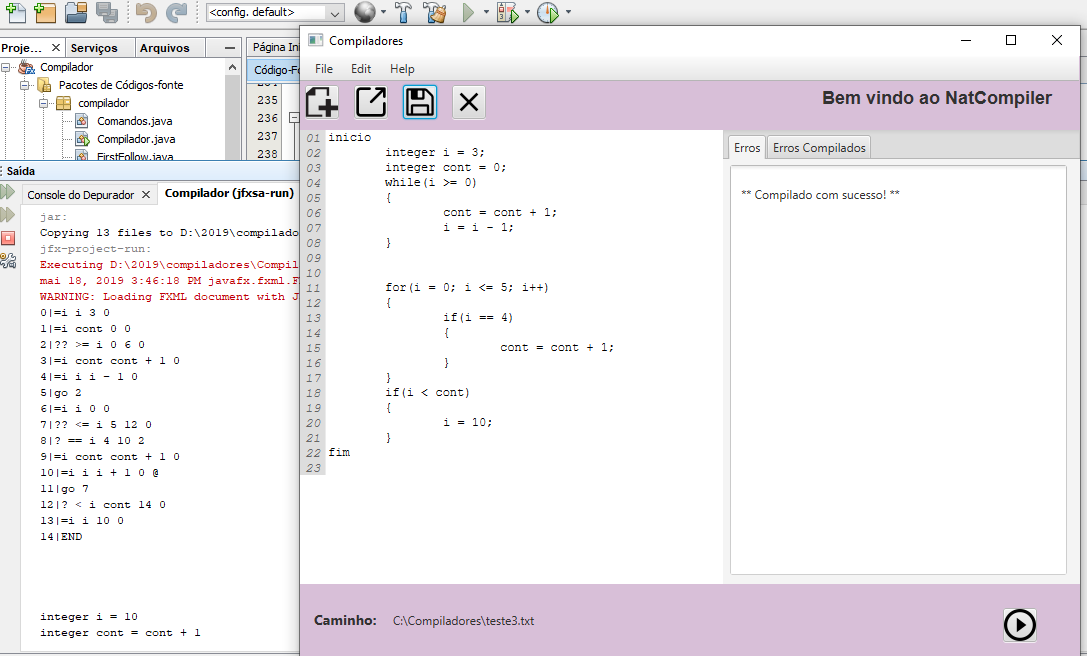 <config. default>
Proje...
Serviços
Arquivos
Compilador
Pacotes de Códigos-fonte
compilador
Comandos.java
Compilador.java
FirstFollow.java
Página In
Código-Fo
235
236
237
238
Saída
Console do Depurador
Compilador (jfxsa-run)
jar:
Copying 13 files to D:\2019\compilado
jfx-project-run:
Executing D:\2019\compiladores\Compil
mai 18, 2019 3:46:18 PM javafx.fxml.F
WARNING: Loading FXML document with J
0|=i i 3 0
1|=i cont 0 0
2|?? >= i 0 6 0
3|=i cont cont + 1 0
4|=i i i - 1 0
5|go 2
6|=i i 0 0
7|?? <= i 5 12 0
8|? == i 4 10 2
9|=i cont cont + 1 0
10|=i i i + 1 0 @
11|go 7
12|? < i cont 14 0
13|=i i 10 0
14|END
integer i = 10
integer cont = cont + 1
Compiladores
File Edit Help
Bem vindo ao NatCompiler
01 inicio
02 integer i = 3;
03 integer cont = 0;
04 while(i >= 0)
05 {
06 cont = cont + 1;
07 i = i - 1;
08 }
09
10
11 for(i = 0; i <= 5; i++)
12 {
13 if(i == 4)
14 {
15 cont = cont + 1;
16 }
17 }
18 if(i < cont)
19 {
20 i = 10;
21 }
22 fim
23
Erros
Erros Compilados
** Compilado com sucesso! **
Caminho: C:\Compiladores\teste3.txt